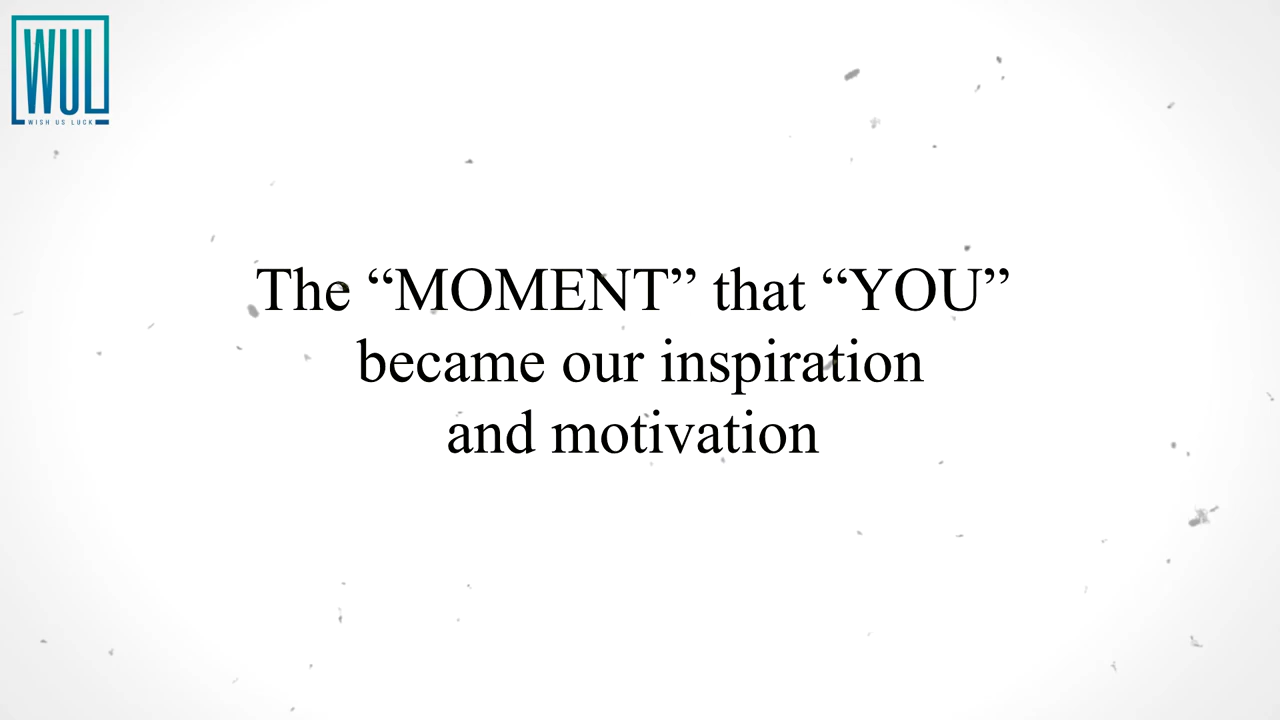 WUL
WISH US LUCK
The “MOMENT” that “YOU”
became our inspiration
and motivation